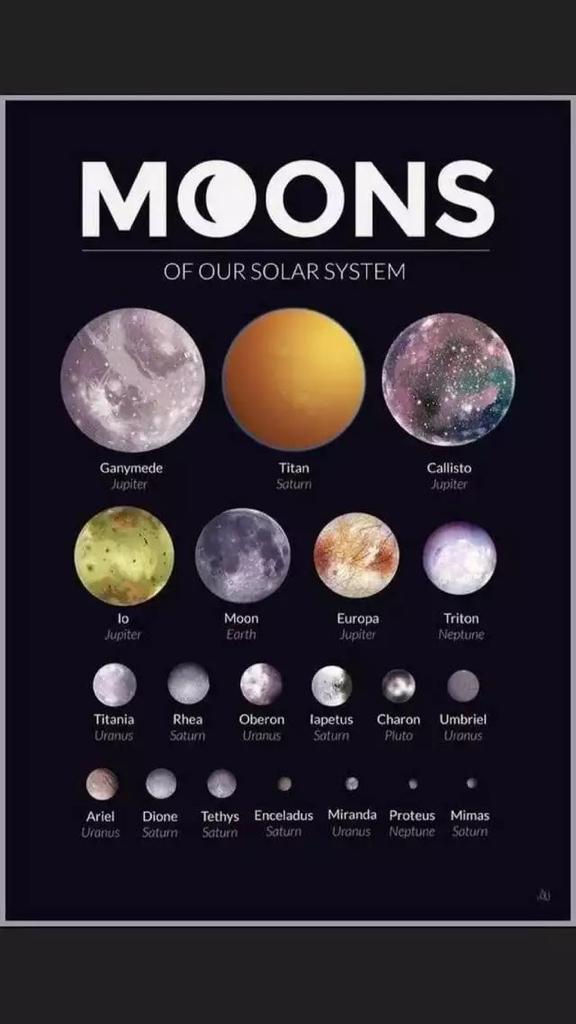 MOONS
OF OUR SOLAR SYSTEM
Ganymede Titan Callisto
Jupiter Saturn Jupiter
Io Moon Europa Triton
Jupiter Earth Jupiter Neptune
Titania Rhea Oberon Iapetus Charon Umbriel
Uranus Saturn Uranus Saturn Pluto Uranus
Ariel Dione Tethys Enceladus Miranda Proteus Mimas
Uranus Saturn Saturn Saturn Uranus Neptune Saturn